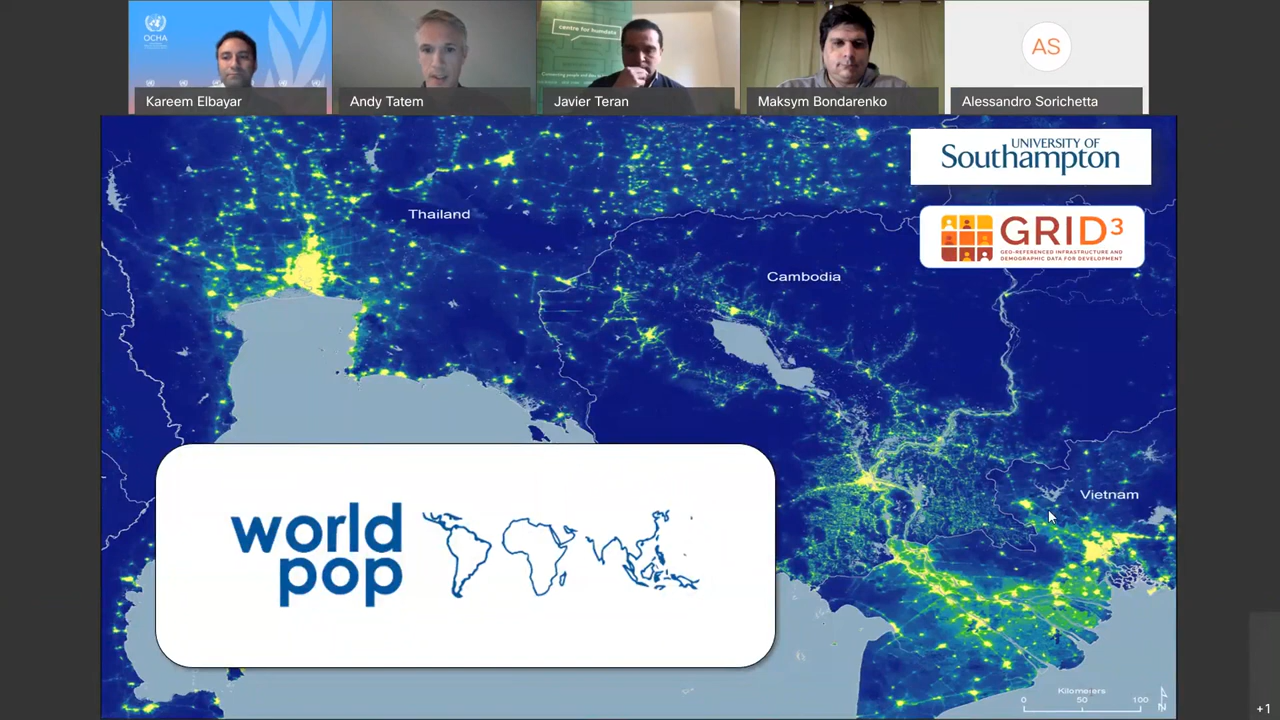 OCHA
centre for humdata
Kareem Elbayar
Andy Tatem
Javier Teran
Maksym Bondarenko
AS
Alessandro Sorichetta
UNIVERSITY OF
Southampton
GRID3
GEO-REFERENCED INFRASTRUCTURE AND
DEMOGRAPHIC DATA FOR DEVELOPMENT
Thailand
Cambodia
Vietnam
world
pop
Kilometers
0 50 100
N
+1